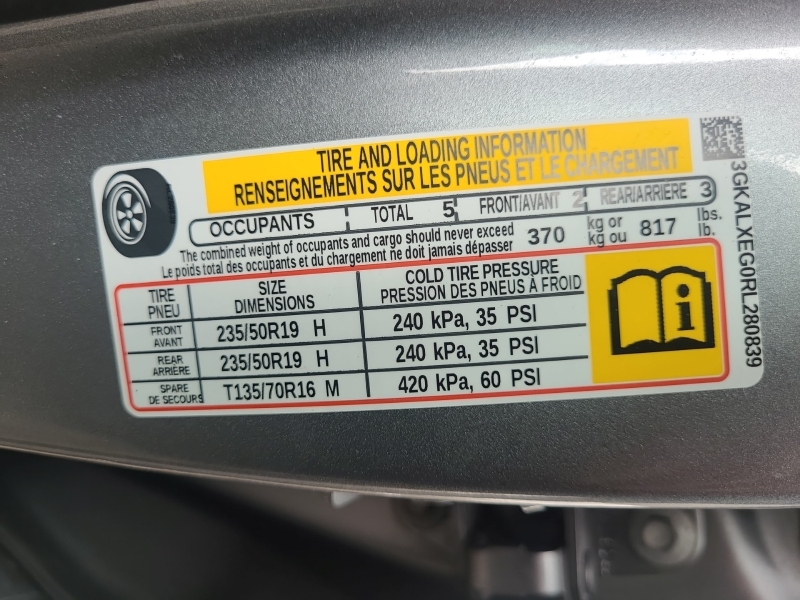 TIRE AND LOADING INFORMATION
RENSEIGNEMENTS SUR LES PNEUS ET LE CHARGEMENT
OCCUPANTS TOTAL 5 FRONT/AVANT 2 REAR/ARRIÈRE 3
The combined weight of occupants and cargo should never exceed 370 kg or 817 lbs.
Le poids total des occupants et du chargement ne doit jamais dépasser kg ou lb.
TIRE PNEU SIZE DIMENSIONS COLD TIRE PRESSURE PRESSION DES PNEUS À FROID
FRONT AVANT 235/50R19 H 240 kPa, 35 PSI
REAR ARRIÈRE 235/50R19 H 240 kPa, 35 PSI
SPARE DE SECOURS T135/70R16 M 420 kPa, 60 PSI
3GKALXEG0RL280839